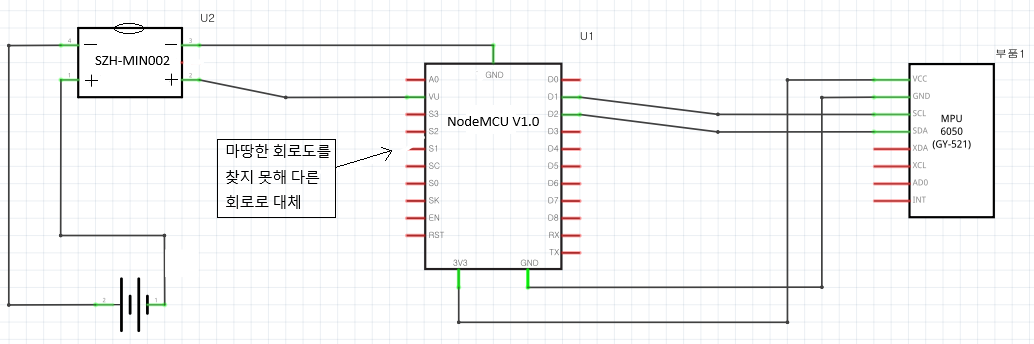 U2
4
3
− −
SZH-MIN002
1
2
+ +
U1
GND
A0
VU
S3
S2
S1
SC
S0
SK
EN
RST
NodeMCU V1.0
D0
D1
D2
D3
D4
D5
D6
D7
D8
RX
TX
3V3
GND
마땅한 회로도를
찾지 못해 다른
회로로 대체
부품1
VCC
GND
SCL
SDA
XDA
XCL
AD0
INT
MPU
6050
(GY-521)
2
1